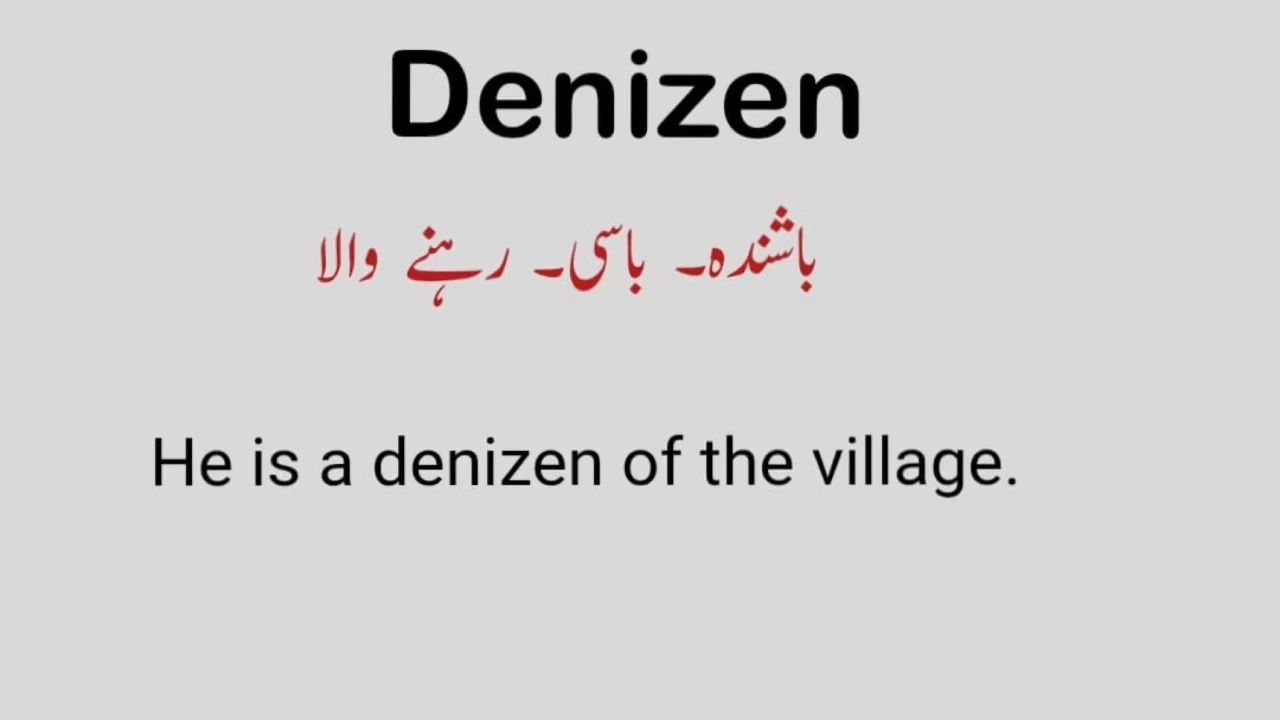 Denizen
باشندہ۔ باسی۔ رہنے والا
He is a denizen of the village.